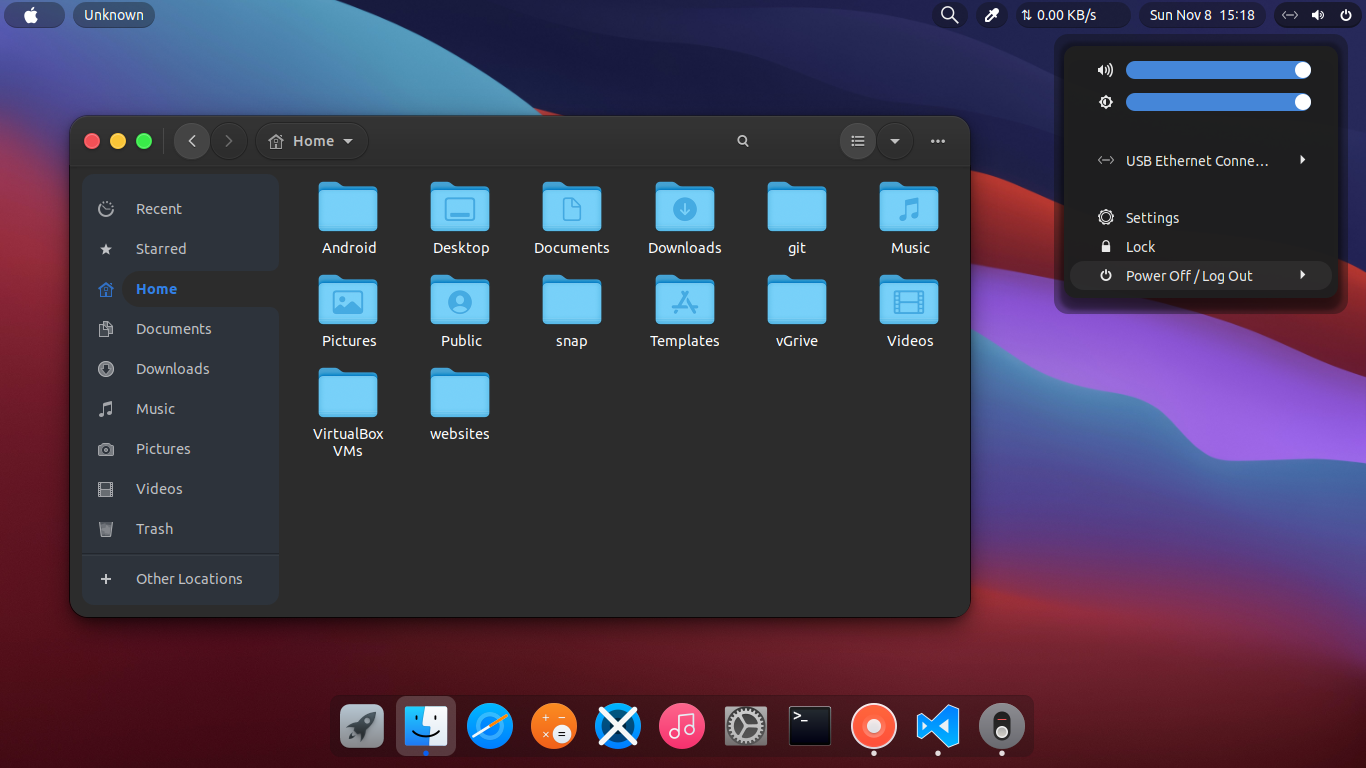 Unknown
0.00 KB/s
Sun Nov 8 15:18
USB Ethernet Conne…
Settings
Lock
Power Off / Log Out
Home
Recent
Starred
Home
Documents
Downloads
Music
Pictures
Videos
Trash
Other Locations
Android
Desktop
Documents
Downloads
git
Music
Pictures
Public
snap
Templates
vGrive
Videos
VirtualBox
VMs
websites
>_